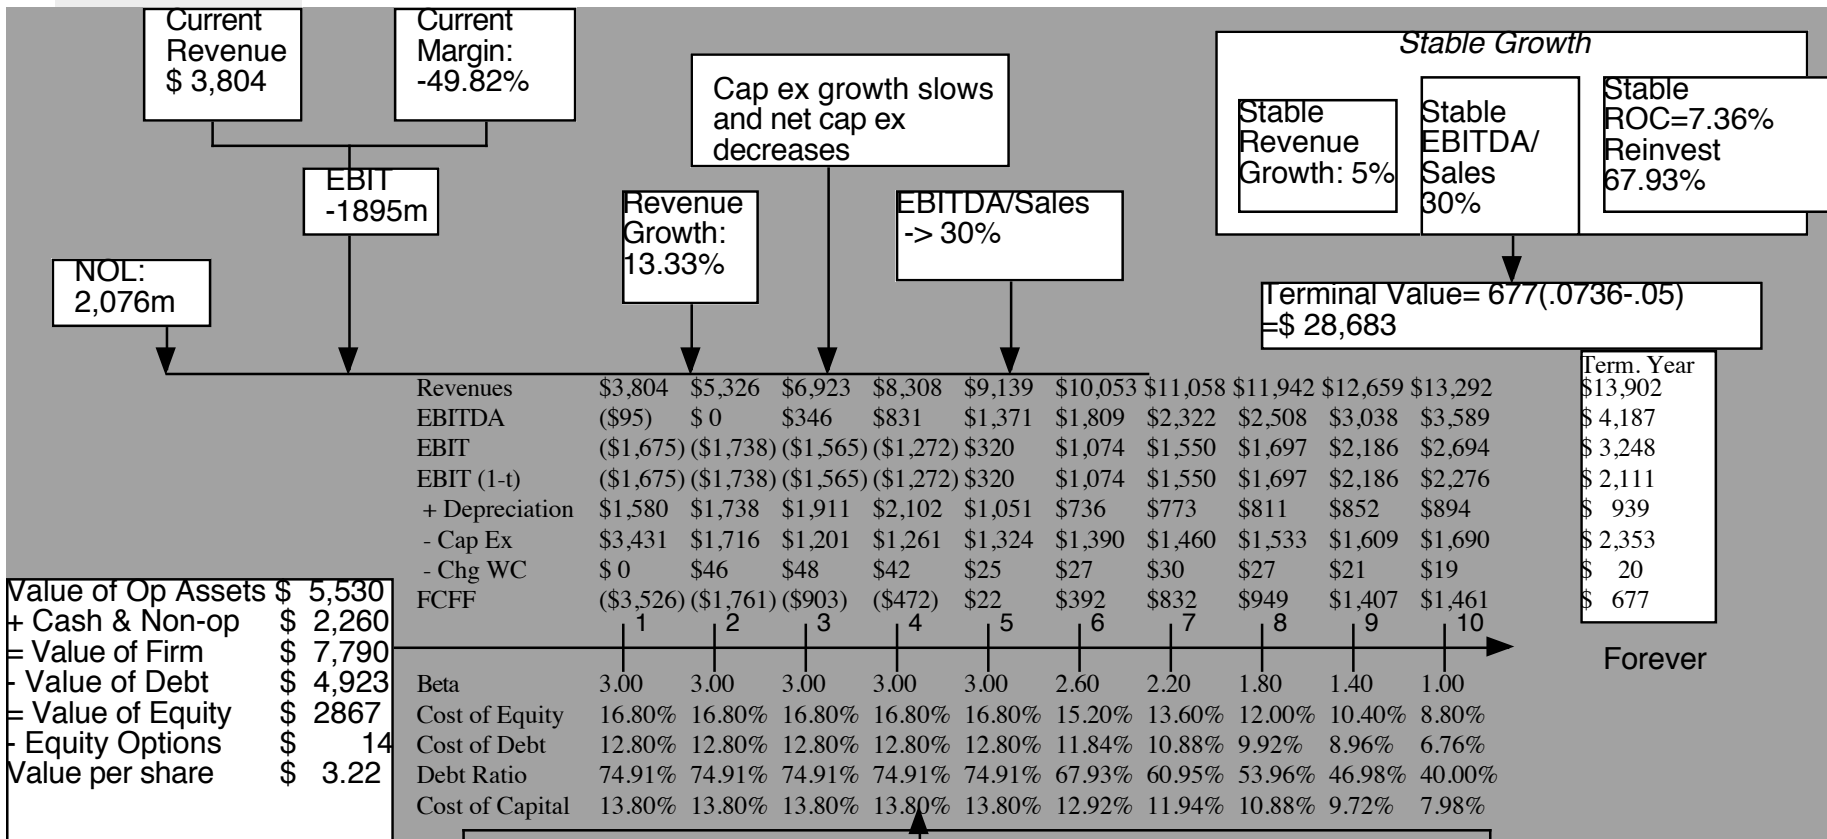 Current
Revenue
$ 3,804
Current
Margin:
-49.82%
EBIT
-1895m
NOL:
2,076m
Cap ex growth slows
and net cap ex
decreases
Revenue
Growth:
13.33%
EBITDA/Sales
-> 30%
Stable Growth
Stable
Revenue
Growth: 5%
Stable
EBITDA/
Sales
30%
Stable
ROC=7.36%
Reinvest
67.93%
Terminal Value= 677(.0736-.05)
=$ 28,683
Term. Year
Revenues $3,804 $5,326 $6,923 $8,308 $9,139 $10,053 $11,058 $11,942 $12,659 $13,292 $13,902
EBITDA ($95) $ 0 $346 $831 $1,371 $1,809 $2,322 $2,508 $3,038 $3,589 $ 4,187
EBIT ($1,675) ($1,738) ($1,565) ($1,272) $320 $1,074 $1,550 $1,697 $2,186 $2,694 $ 3,248
EBIT (1-t) ($1,675) ($1,738) ($1,565) ($1,272) $320 $1,074 $1,550 $1,697 $2,186 $2,276 $ 2,111
+ Depreciation $1,580 $1,738 $1,911 $2,102 $1,051 $736 $773 $811 $852 $894 $ 939
- Cap Ex $3,431 $1,716 $1,201 $1,261 $1,324 $1,390 $1,460 $1,533 $1,609 $1,690 $ 2,353
- Chg WC $ 0 $46 $48 $42 $25 $27 $30 $27 $21 $19 $ 20
FCFF ($3,526) ($1,761) ($903) ($472) $22 $392 $832 $949 $1,407 $1,461 $ 677
1 2 3 4 5 6 7 8 9 10
Forever
Value of Op Assets $ 5,530
+ Cash & Non-op $ 2,260
= Value of Firm $ 7,790
- Value of Debt $ 4,923
= Value of Equity $ 2867
- Equity Options $ 14
Value per share $ 3.22
Beta 3.00 3.00 3.00 3.00 3.00 2.60 2.20 1.80 1.40 1.00
Cost of Equity 16.80% 16.80% 16.80% 16.80% 16.80% 15.20% 13.60% 12.00% 10.40% 8.80%
Cost of Debt 12.80% 12.80% 12.80% 12.80% 12.80% 11.84% 10.88% 9.92% 8.96% 6.76%
Debt Ratio 74.91% 74.91% 74.91% 74.91% 74.91% 67.93% 60.95% 53.96% 46.98% 40.00%
Cost of Capital 13.80% 13.80% 13.80% 13.80% 13.80% 12.92% 11.94% 10.88% 9.72% 7.98%